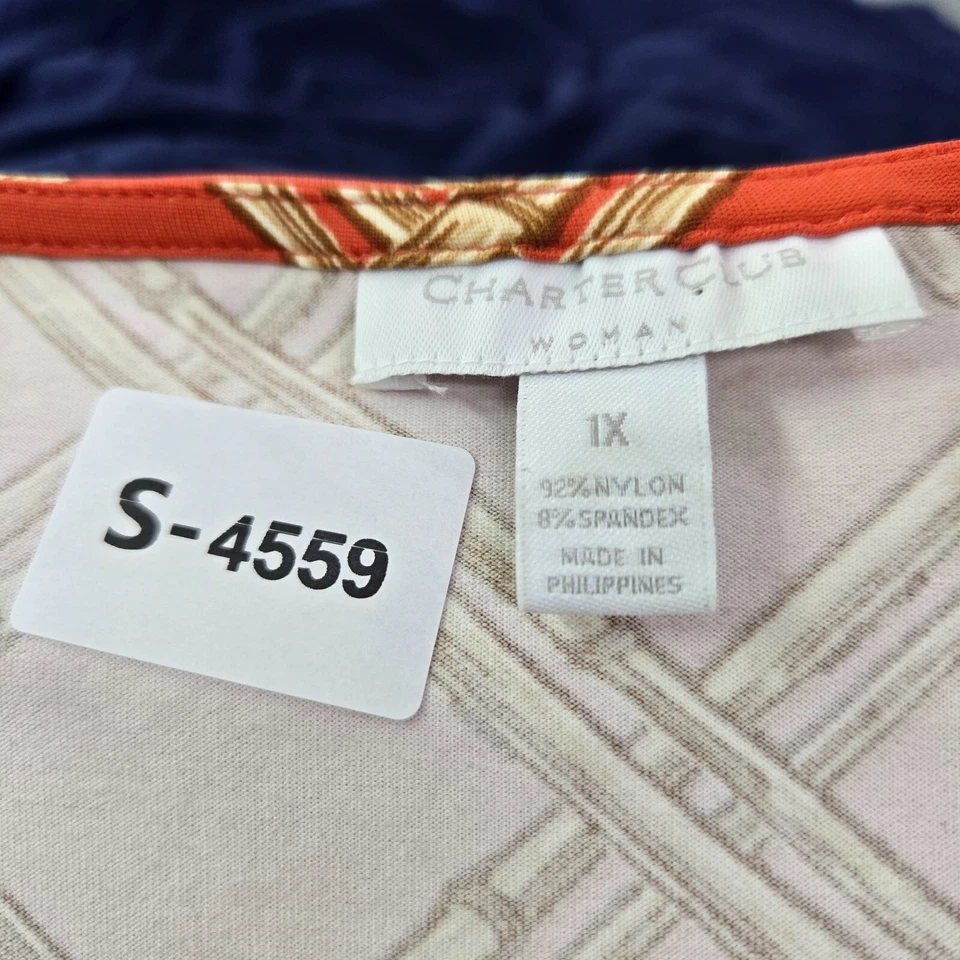 CHARTER CLUB
WOMAN
1X
92%NYLON
8%SPANDEX
MADE IN
PHILIPPINES
S-4559